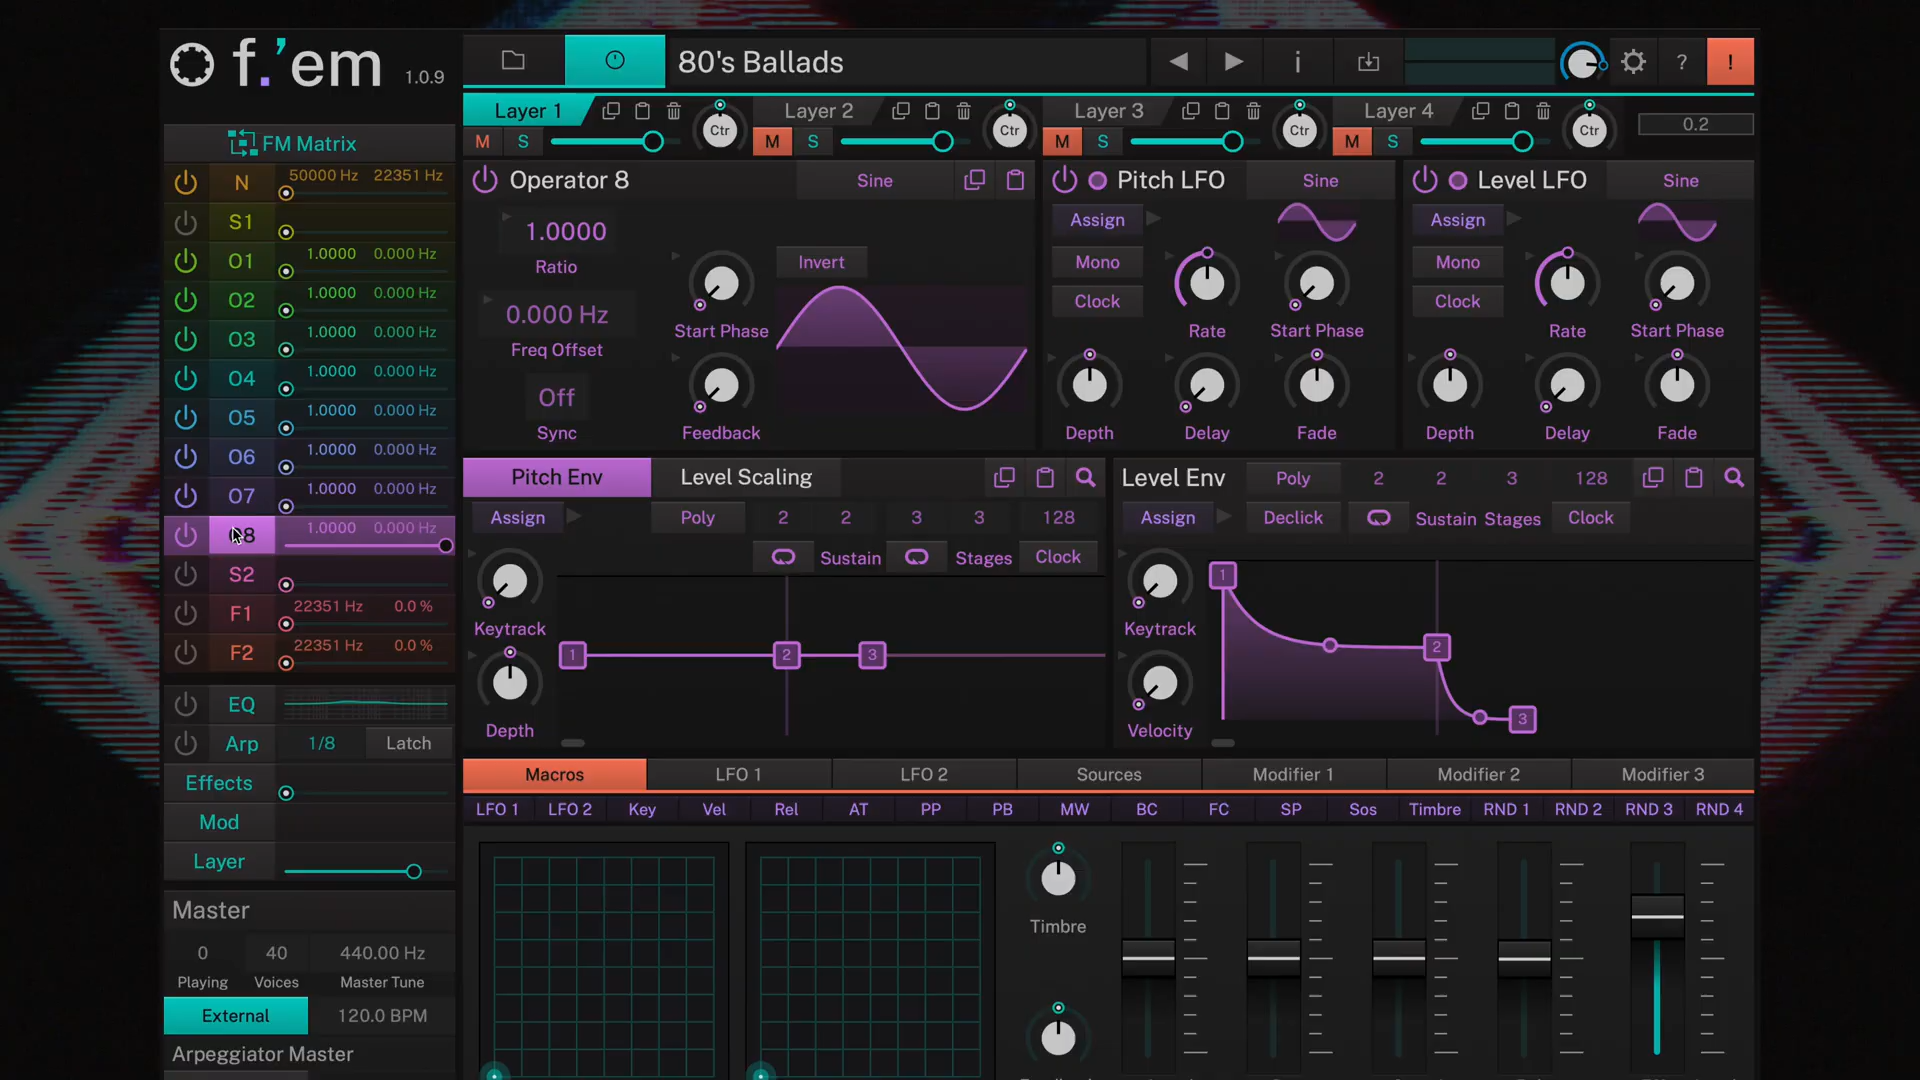 f.'em 1.0.9
80's Ballads
i ? !
Layer 1 Layer 2 Layer 3 Layer 4
M S Ctr M S Ctr M S Ctr M S Ctr 0.2
FM Matrix
N 50000 Hz 22351 Hz
S1
O1 1.0000 0.000 Hz
O2 1.0000 0.000 Hz
O3 1.0000 0.000 Hz
O4 1.0000 0.000 Hz
O5 1.0000 0.000 Hz
O6 1.0000 0.000 Hz
O7 1.0000 0.000 Hz
O8 1.0000 0.000 Hz
S2
F1 22351 Hz 0.0 %
F2 22351 Hz 0.0 %
EQ
Arp 1/8 Latch
Effects
Mod
Layer
Master
0 40 440.00 Hz
Playing Voices Master Tune
External 120.0 BPM
Arpeggiator Master
Operator 8 Sine
1.0000
Ratio
Invert
0.000 Hz
Freq Offset
Start Phase
Off
Sync
Feedback
Pitch LFO Sine
Assign
Mono
Clock
Rate Start Phase
Depth Delay Fade
Level LFO Sine
Assign
Mono
Clock
Rate Start Phase
Depth Delay Fade
Pitch Env Level Scaling
Assign Poly 2 2 3 3 128
Sustain Stages Clock
Keytrack
Depth
1 2 3
Level Env Poly 2 2 3 128
Assign Declick Sustain Stages Clock
Keytrack
Velocity
1 2 3
Macros LFO 1 LFO 2 Sources Modifier 1 Modifier 2 Modifier 3
LFO 1 LFO 2 Key Vel Rel AT PP PB MW BC FC SP Sos Timbre RND 1 RND 2 RND 3 RND 4
Timbre